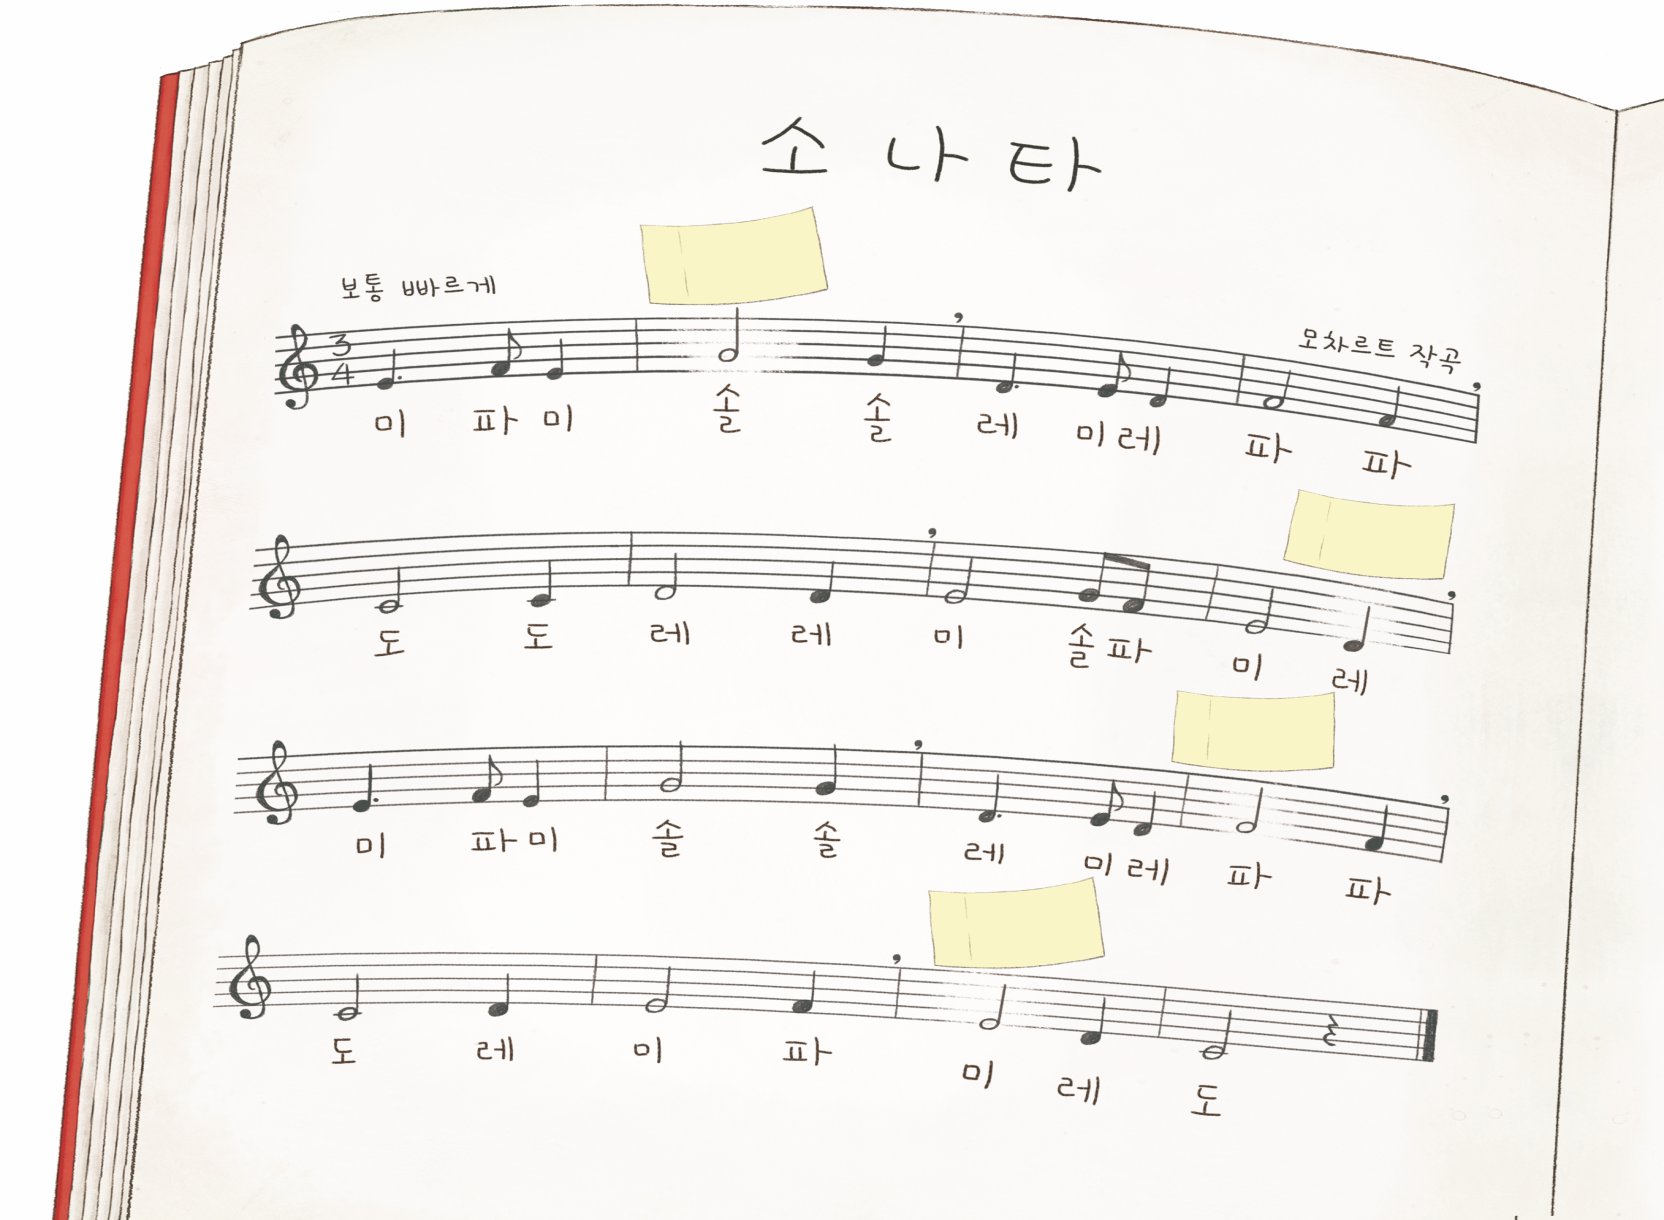 소 나 타
보통 빠르게
모차르트 작곡
3
4
미 파 미 솔 솔 레 미 레 파 파
도 도 레 레 미 솔 파 미 레
미 파 미 솔 솔 레 미 레 파 파
도 레 미 파 미 레 도